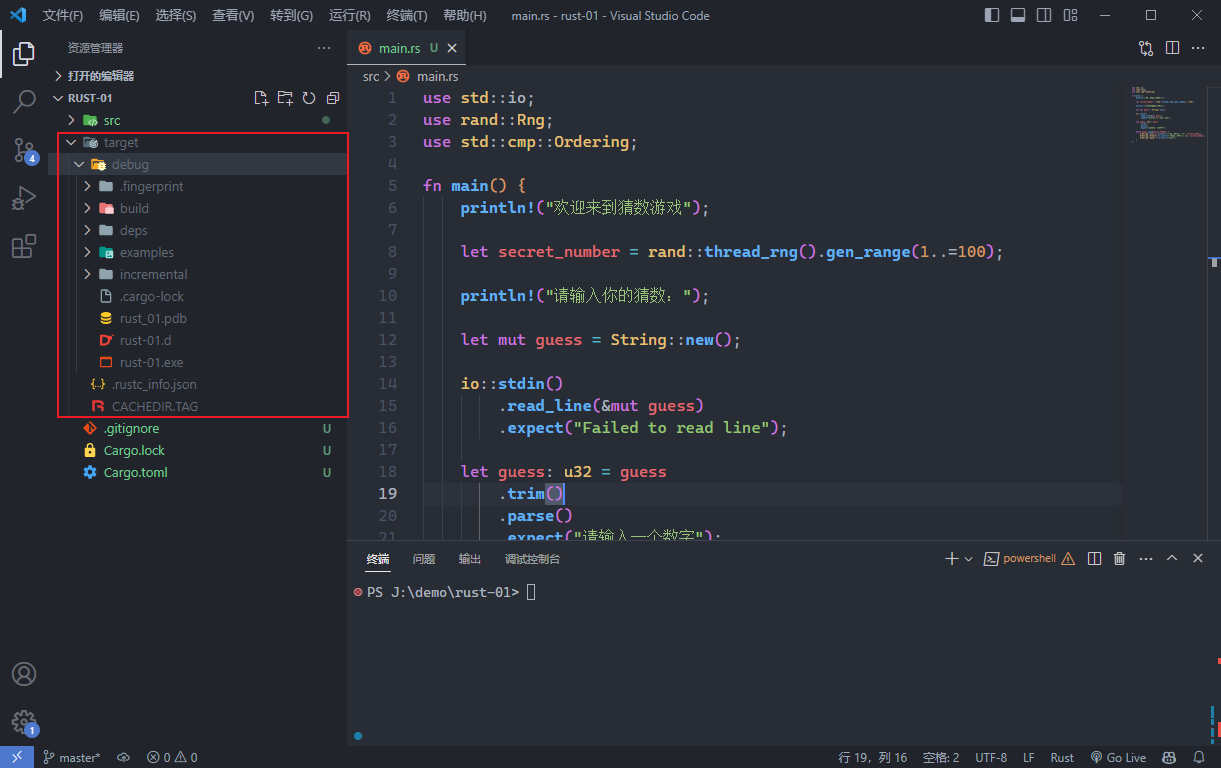 文件(F) 编辑(E) 选择(S) 查看(V) 转到(G) 运行(R) 终端(T) 帮助(H) main.rs - rust-01 - Visual Studio Code
资源管理器
打开的编辑器
RUST-01
src
target
debug
.fingerprint
build
deps
examples
incremental
.cargo-lock
rust_01.pdb
rust-01.d
rust-01.exe
.rustc_info.json
CACHEDIR.TAG
.gitignore U
Cargo.lock U
Cargo.toml U
4
1
main.rs U
src > main.rs
1 use std::io;
2 use rand::Rng;
3 use std::cmp::Ordering;
4
5 fn main() {
6 println!("欢迎来到猜数游戏");
7
8 let secret_number = rand::thread_rng().gen_range(1..=100);
9
10 println!("请输入你的猜数: ");
11
12 let mut guess = String::new();
13
14 io::stdin()
15 .read_line(&mut guess)
16 .expect("Failed to read line");
17
18 let guess: u32 = guess
19 .trim()
20 .parse()
21 .expect("请输入一个数字");
终端 问题 输出 调试控制台 powershell
PS J:\demo\rust-01>
master* 0 0 行 19, 列 16 空格: 2 UTF-8 LF Rust Go Live